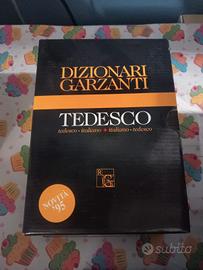 DIZIONARI
GARZANTI
TEDESCO
tedesco • italiano • italiano • tedesco
NOVITÀ
'95
subito